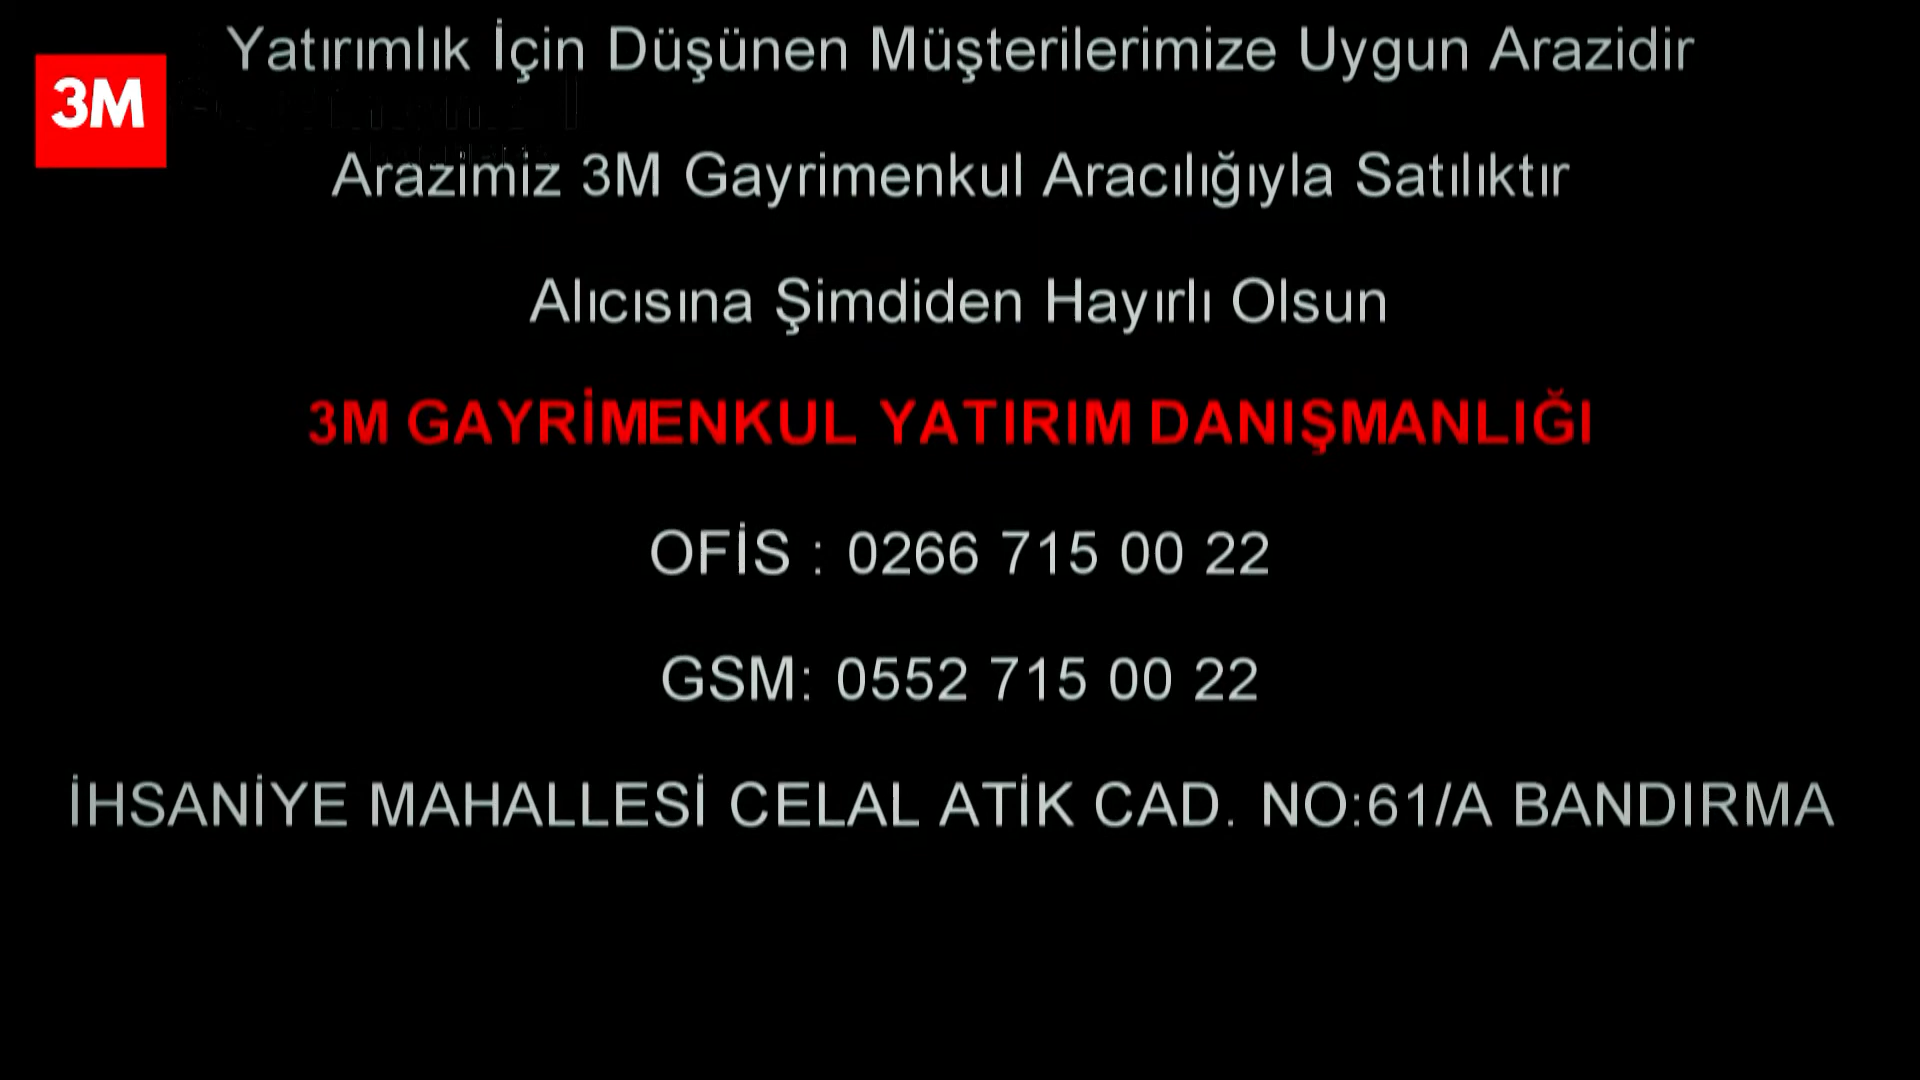 Yatırımlık İçin Düşünen Müşterilerimize Uygun Arazidir
3M
Arazimiz 3M Gayrimenkul Aracılığıyla Satılıktır
Alıcısına Şimdiden Hayırlı Olsun
3M GAYRİMENKUL YATIRIM DANIŞMANLIĞI
OFİS : 0266 715 00 22
GSM: 0552 715 00 22
İHSANİYE MAHALLESİ CELAL ATİK CAD. NO:61/A BANDIRMA